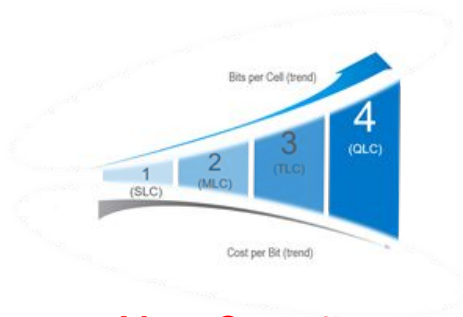 Bits per Cell (trend)
1
(SLC)
2
(MLC)
3
(TLC)
4
(QLC)
Cost per Bit (trend)